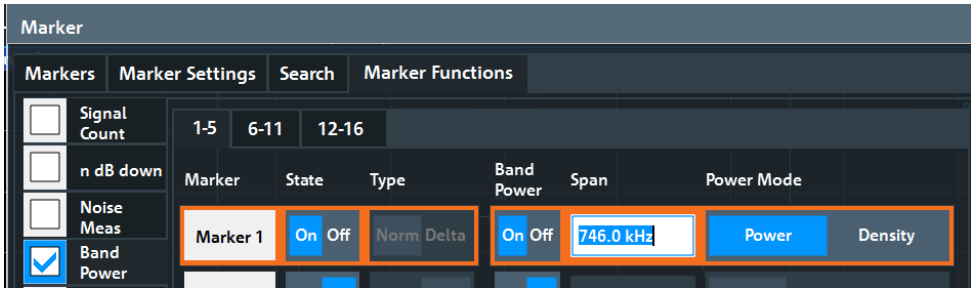 Marker
Markers Marker Settings Search Marker Functions
Signal
Count
1-5 6-11 12-16
n dB down
Marker State Type Band
Power Span Power Mode
Noise
Meas
Marker 1 On Off Norm Delta On Off 746.0 kHz Power Density
Band
Power